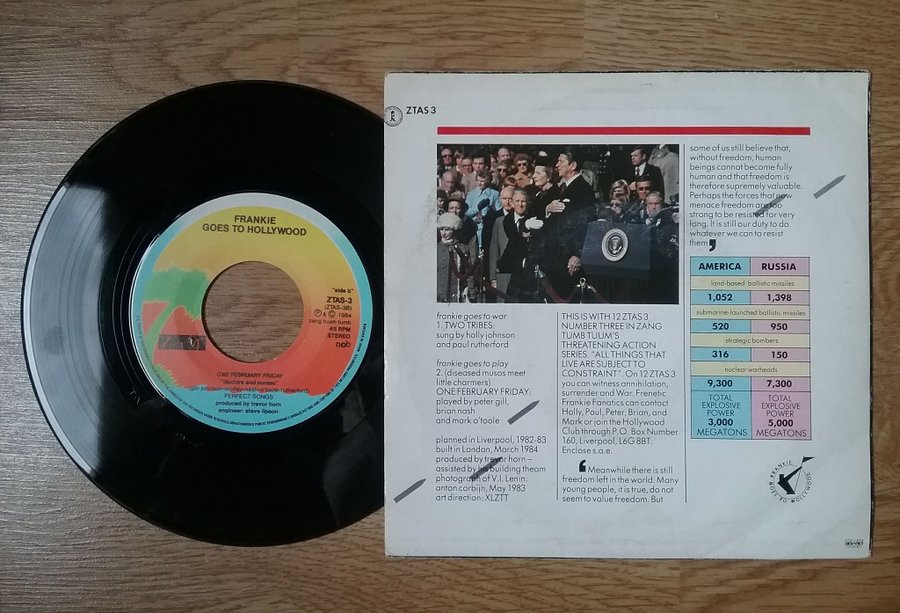 FRANKIE
GOES TO HOLLYWOOD
"side b"
ZTAS-3
(ZTAS-3B)
Ⓟ & © 1984
zang tuum tumb
45 RPM
STEREO
ncb
ONE FEBRUARY FRIDAY
"doctors and nurses"
PERFECT SONGS
produced by trevor horn
engineer: steve lipson
ZTAS 3
frankie goes to war
1. TWO TRIBES:
sung by holly johnson
and paul rutherford
frankie goes to play
2. (diseased musos meet
little charmers)
ONE FEBRUARY FRIDAY:
played by peter gill,
brian nash
and mark o'toole
planned in Liverpool, 1982-83
built in London, March 1984
produced by trevor horn –
assisted by his building theam
photograph of V.I. Lenin:
anton corbijn, May 1983
art direction: XLZTT
THIS IS WITH 12 ZTAS 3
NUMBER THREE IN ZANG
TUMB TUUM'S
THREATENING ACTION
SERIES. "ALL THINGS THAT
LIVE ARE SUBJECT TO
CONSTRAINT". On 12 ZTAS 3
you can witness annihilation,
surrender and War. Frenetic
Frankie Fanatics can contact
Holly, Paul, Peter, Brian, and
Mark or join the Hollywood
Club through P.O. Box Number
160, Liverpool, L6G 8BT.
Enclose s.a.e.
‘ Meanwhile there is still
freedom left in the world. Many
young people, it is true, do not
seem to value freedom. But
some of us still believe that,
without freedom, human
beings cannot become fully
human and that freedom is
therefore supremely valuable.
Perhaps the forces that now
menace freedom are too
strong to be resisted for very
long. It is still our duty to do
whatever we can to resist
them ’
AMERICA RUSSIA
land-based ballistic missiles
1,052 1,398
submarine-launched ballistic missiles
520 950
strategic bombers
316 150
nuclear warheads
9,300 7,300
TOTAL TOTAL
EXPLOSIVE EXPLOSIVE
POWER POWER
3,000 5,000
MEGATONS MEGATONS
FRANKIE GOES TO HOLLYWOOD